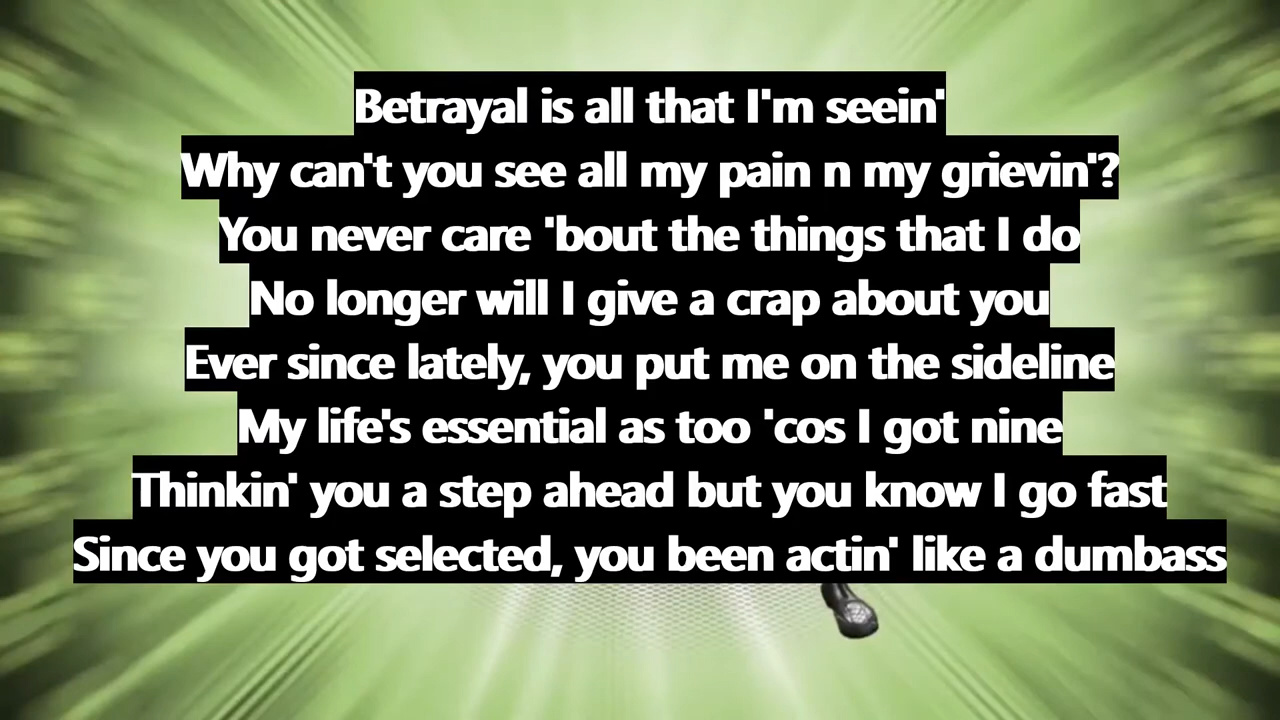 Betrayal is all that I'm seein'
Why can't you see all my pain n my grievin'?
You never care 'bout the things that I do
No longer will I give a crap about you
Ever since lately, you put me on the sideline
My life's essential as too 'cos I got nine
Thinkin' you a step ahead but you know I go fast
Since you got selected, you been actin' like a dumbass